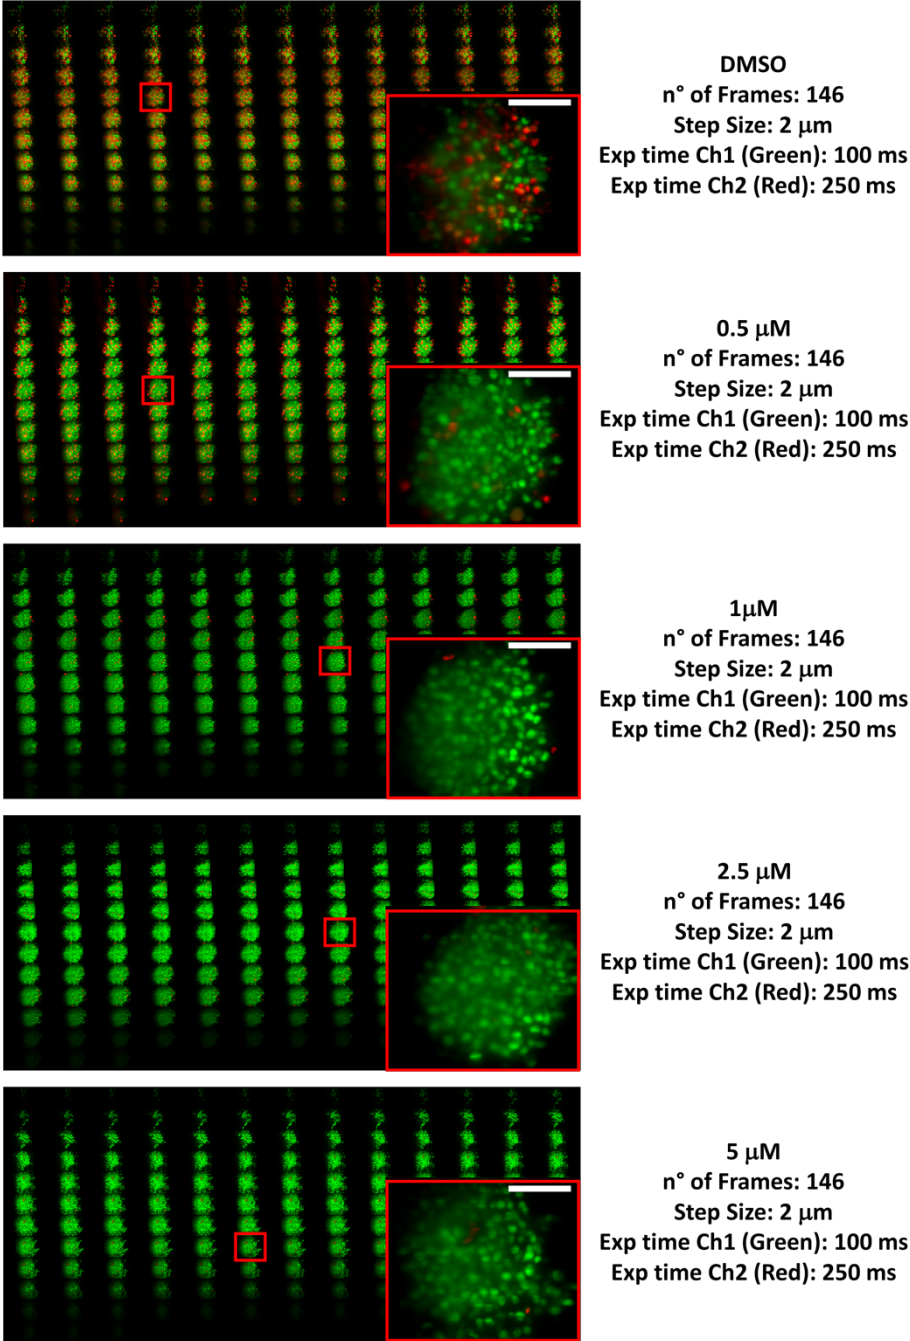 DMSO
n° of Frames: 146
Step Size: 2 μm
Exp time Ch1 (Green): 100 ms
Exp time Ch2 (Red): 250 ms
0.5 μM
n° of Frames: 146
Step Size: 2 μm
Exp time Ch1 (Green): 100 ms
Exp time Ch2 (Red): 250 ms
1μM
n° of Frames: 146
Step Size: 2 μm
Exp time Ch1 (Green): 100 ms
Exp time Ch2 (Red): 250 ms
2.5 μM
n° of Frames: 146
Step Size: 2 μm
Exp time Ch1 (Green): 100 ms
Exp time Ch2 (Red): 250 ms
5 μM
n° of Frames: 146
Step Size: 2 μm
Exp time Ch1 (Green): 100 ms
Exp time Ch2 (Red): 250 ms